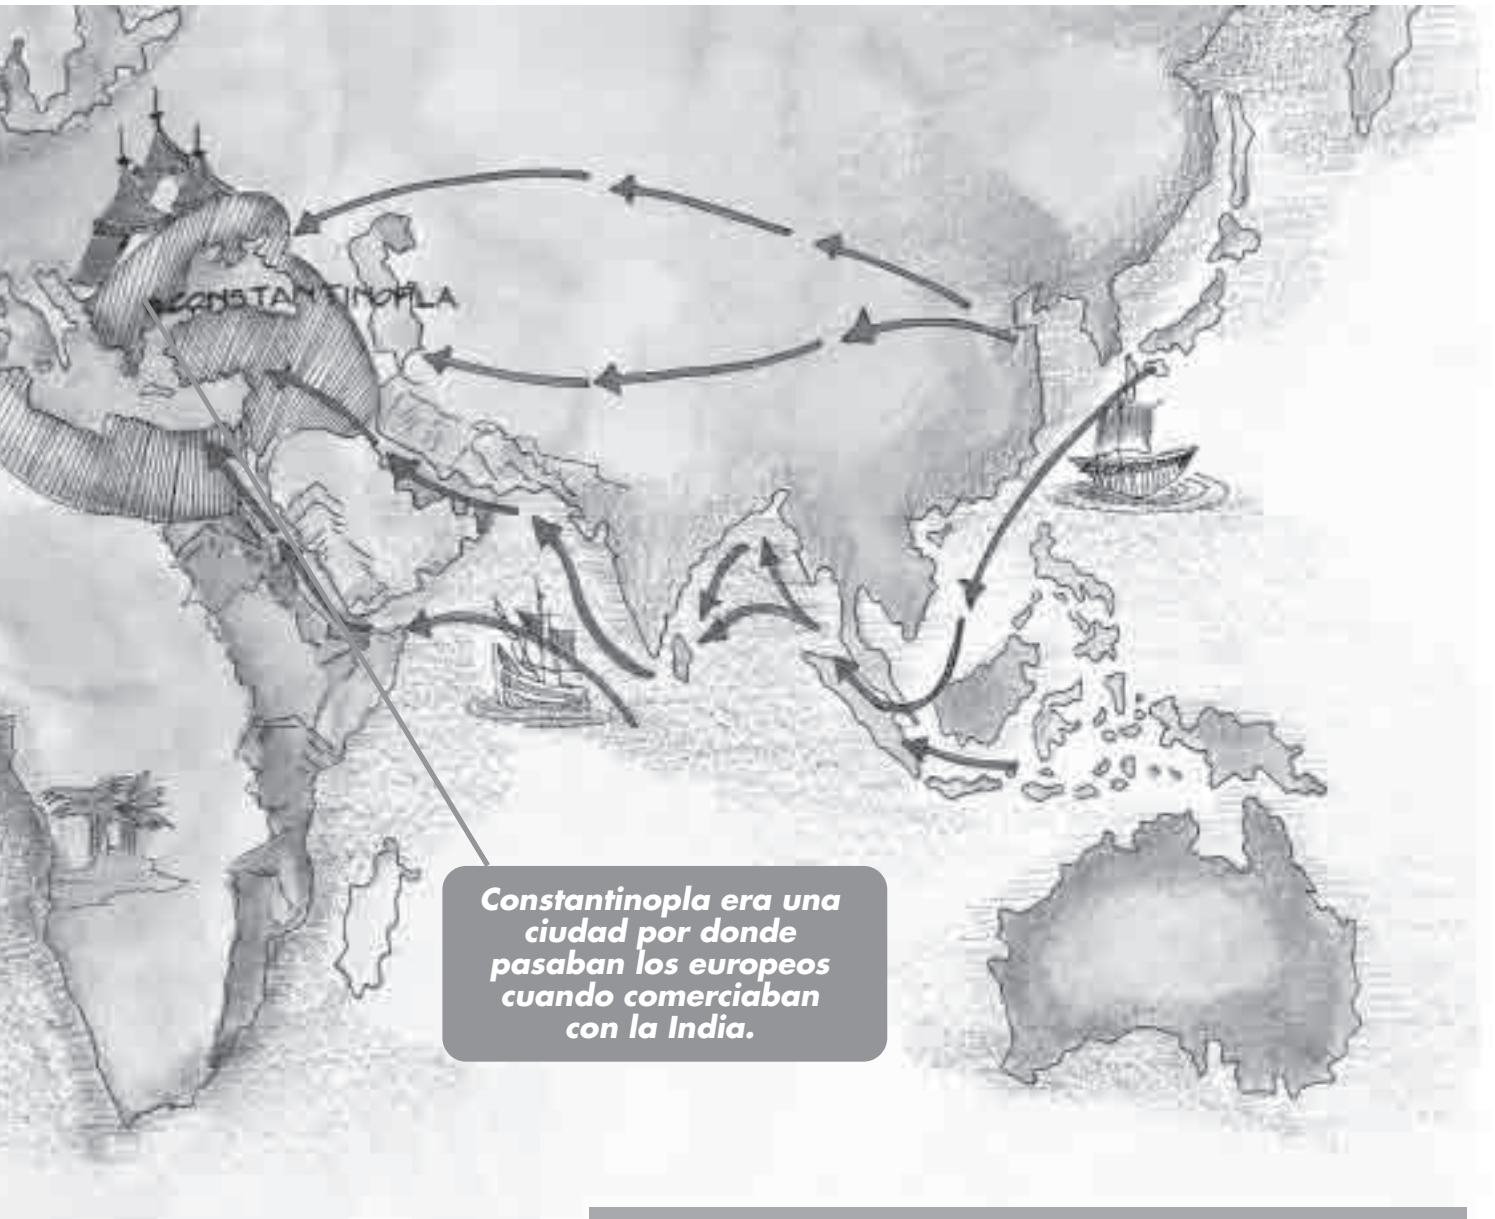 CONSTANTINOPLA
Constantinopla era una
ciudad por donde
pasaban los europeos
cuando comerciaban
con la India.